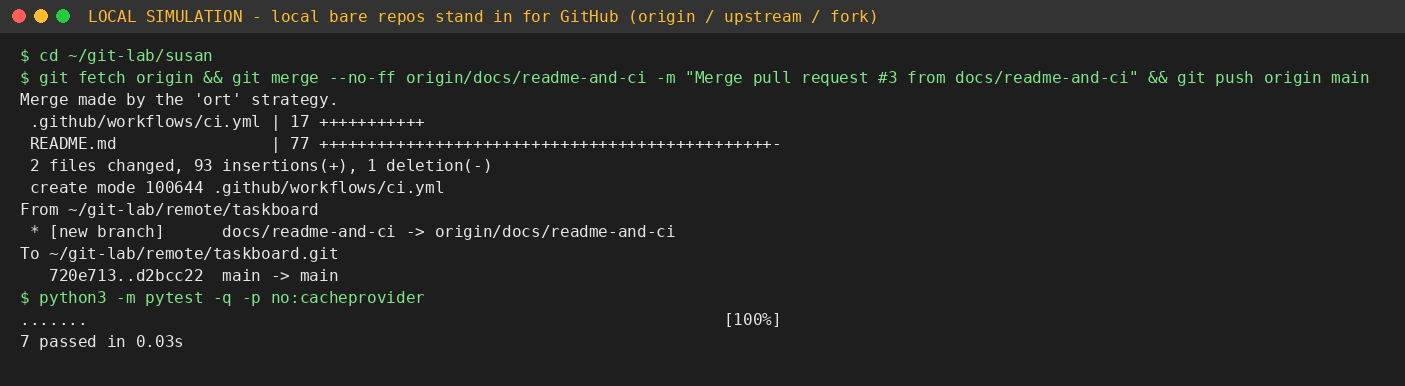 LOCAL SIMULATION - local bare repos stand in for GitHub (origin / upstream / fork)
$ cd ~/git-lab/susan
$ git fetch origin && git merge --no-ff origin/docs/readme-and-ci -m "Merge pull request #3 from docs/readme-and-ci" && git push origin main
Merge made by the 'ort' strategy.
 .github/workflows/ci.yml | 17 +++++++++++
 README.md                | 77 +++++++++++++++++++++++++++++++++++++++++++++++-
 2 files changed, 93 insertions(+), 1 deletion(-)
 create mode 100644 .github/workflows/ci.yml
From ~/git-lab/remote/taskboard
 * [new branch]      docs/readme-and-ci -> origin/docs/readme-and-ci
To ~/git-lab/remote/taskboard.git
   720e713..d2bcc22  main -> main
$ python3 -m pytest -q -p no:cacheprovider
.......                                                                  [100%]
7 passed in 0.03s